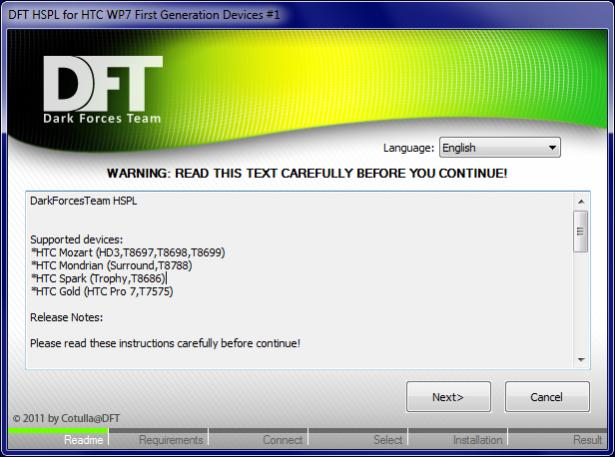 DFT HSPL for HTC WP7 First Generation Devices #1
DFT
Dark Forces Team
Language: English
WARNING: READ THIS TEXT CAREFULLY BEFORE YOU CONTINUE!
DarkForcesTeam HSPL
Supported devices:
*HTC Mozart (HD3,T8697,T8698,T8699)
*HTC Mondrian (Surround,T8788)
*HTC Spark (Trophy,T8686)
*HTC Gold (HTC Pro 7,T7575)
Release Notes:
Please read these instructions carefully before continue!
Next> Cancel
© 2011 by Cotulla@DFT
Readme Requirements Connect Select Installation Result